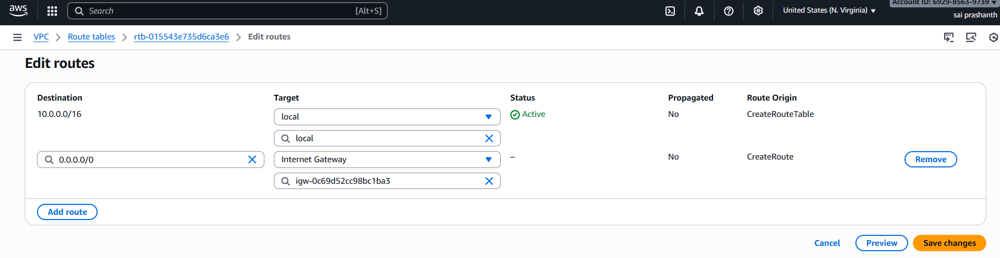 aws
Search [Alt+S]
United States (N. Virginia)
Account ID: 6929-8563-9739
sai prashanth
VPC > Route tables > rtb-015543e735d6ca3e6 > Edit routes
Edit routes
Destination Target Status Propagated Route Origin
10.0.0.0/16 local Active No CreateRouteTable
local
0.0.0.0/0 Internet Gateway – No CreateRoute Remove
igw-0c69d52cc98bc1ba3
Add route
Cancel Preview Save changes